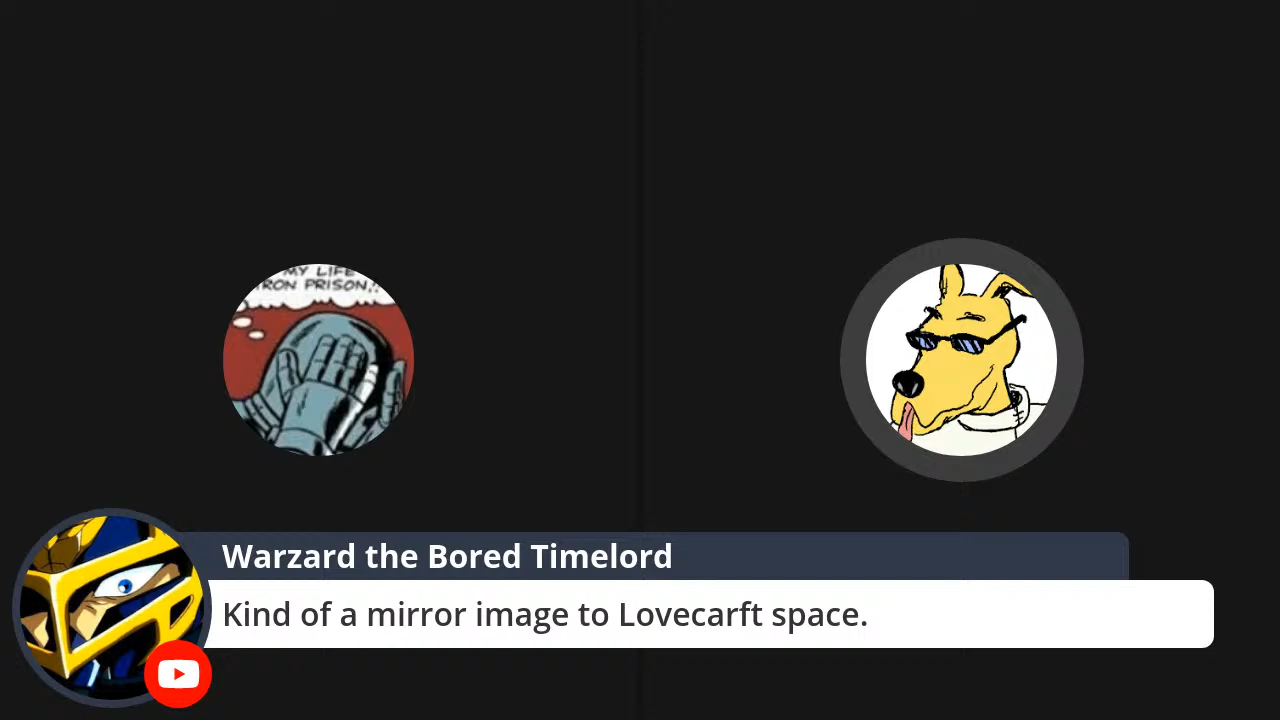 MY LIFE
IRON PRISON..
Warzard the Bored Timelord
Kind of a mirror image to Lovecarft space.